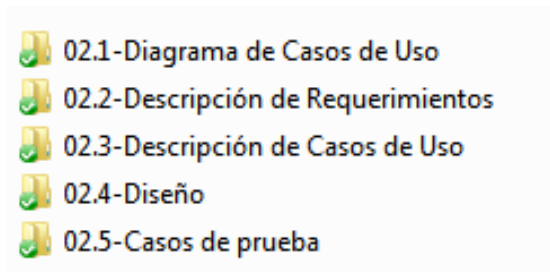 02.1-Diagrama de Casos de Uso
02.2-Descripción de Requerimientos
02.3-Descripción de Casos de Uso
02.4-Diseño
02.5-Casos de prueba